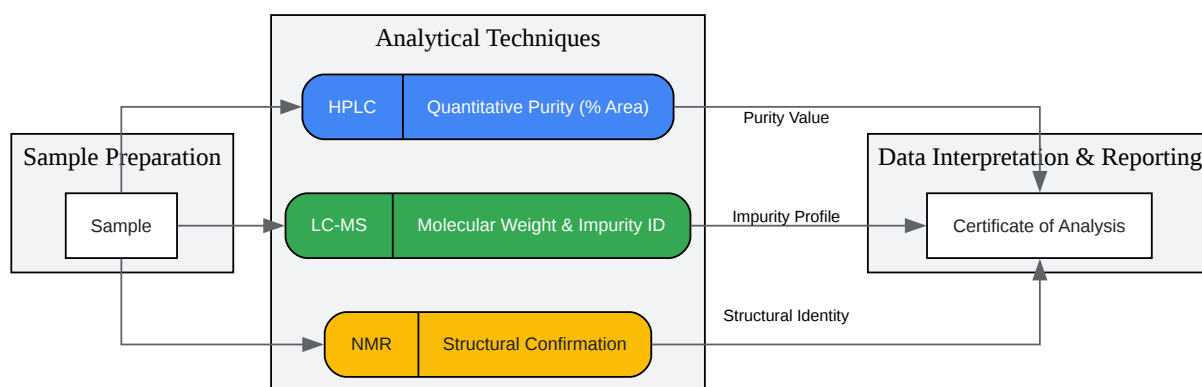 Analytical Techniques
HPLC
Quantitative Purity (% Area)
Purity Value
Sample Preparation
Data Interpretation & Reporting
Sample
LC-MS
Molecular Weight & Impurity ID
Impurity Profile
Certificate of Analysis
NMR
Structural Confirmation
Structural Identity